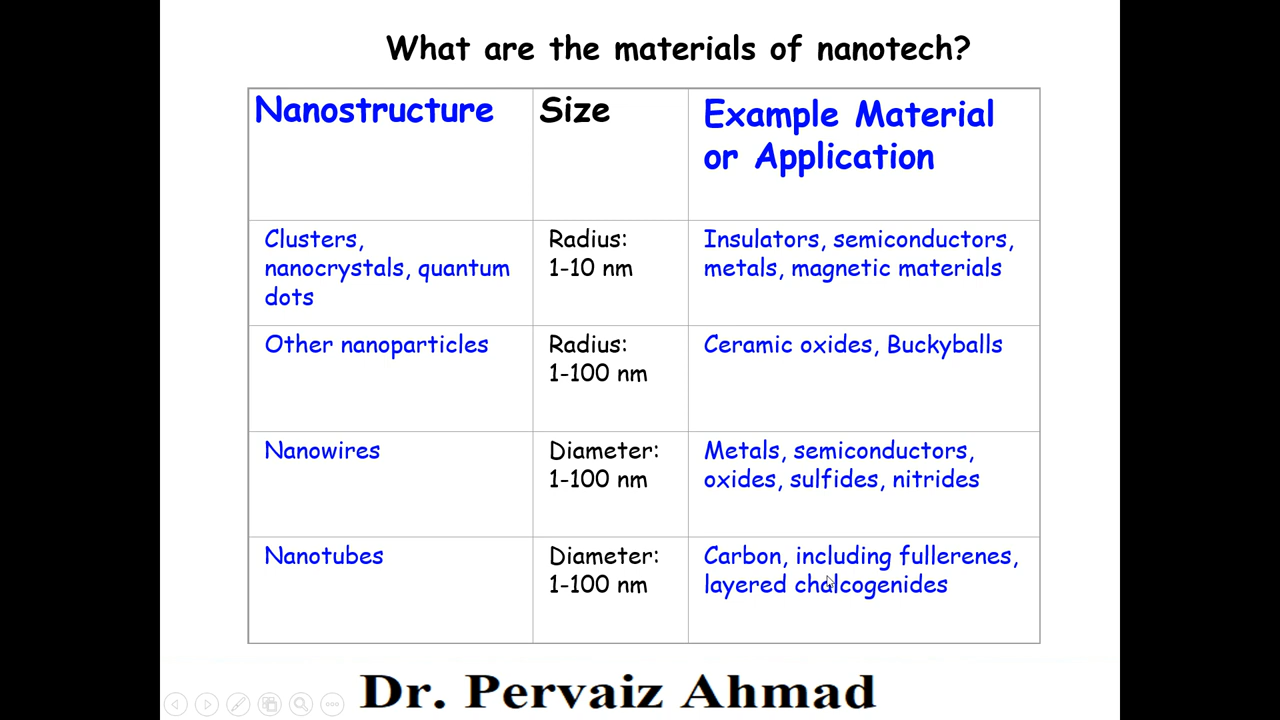 What are the materials of nanotech?
Nanostructure
Size
Example Material
or Application
Clusters,
nanocrystals, quantum
dots
Radius:
1-10 nm
Insulators, semiconductors,
metals, magnetic materials
Other nanoparticles
Radius:
1-100 nm
Ceramic oxides, Buckyballs
Nanowires
Diameter:
1-100 nm
Metals, semiconductors,
oxides, sulfides, nitrides
Nanotubes
Diameter:
1-100 nm
Carbon, including fullerenes,
layered chalcogenides
Dr. Pervaiz Ahmad